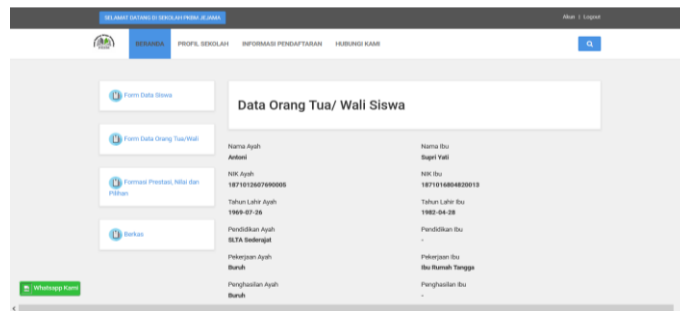 SELAMAT DATANG DI SEKOLAH PKBM JEJAMA
Akun | Logout
BERANDA PROFIL SEKOLAH INFORMASI PENDAFTARAN HUBUNGI KAMI
Form Data Siswa
Form Data Orang Tua/Wali
Formasi Prestasi, Nilai dan
Pilihan
Berkas
Data Orang Tua/ Wali Siswa
Nama Ayah
Antoni
Nama Ibu
Supri Yati
NIK Ayah
1871012607690005
NIK Ibu
1871016804820013
Tahun Lahir Ayah
1969-07-26
Tahun Lahir Ibu
1982-04-28
Pendidikan Ayah
SLTA Sederajat
Pendidikan Ibu
-
Pekerjaan Ayah
Buruh
Pekerjaan Ibu
Ibu Rumah Tangga
Penghasilan Ayah
Buruh
Penghasilan Ibu
-
Whatsapp Kami